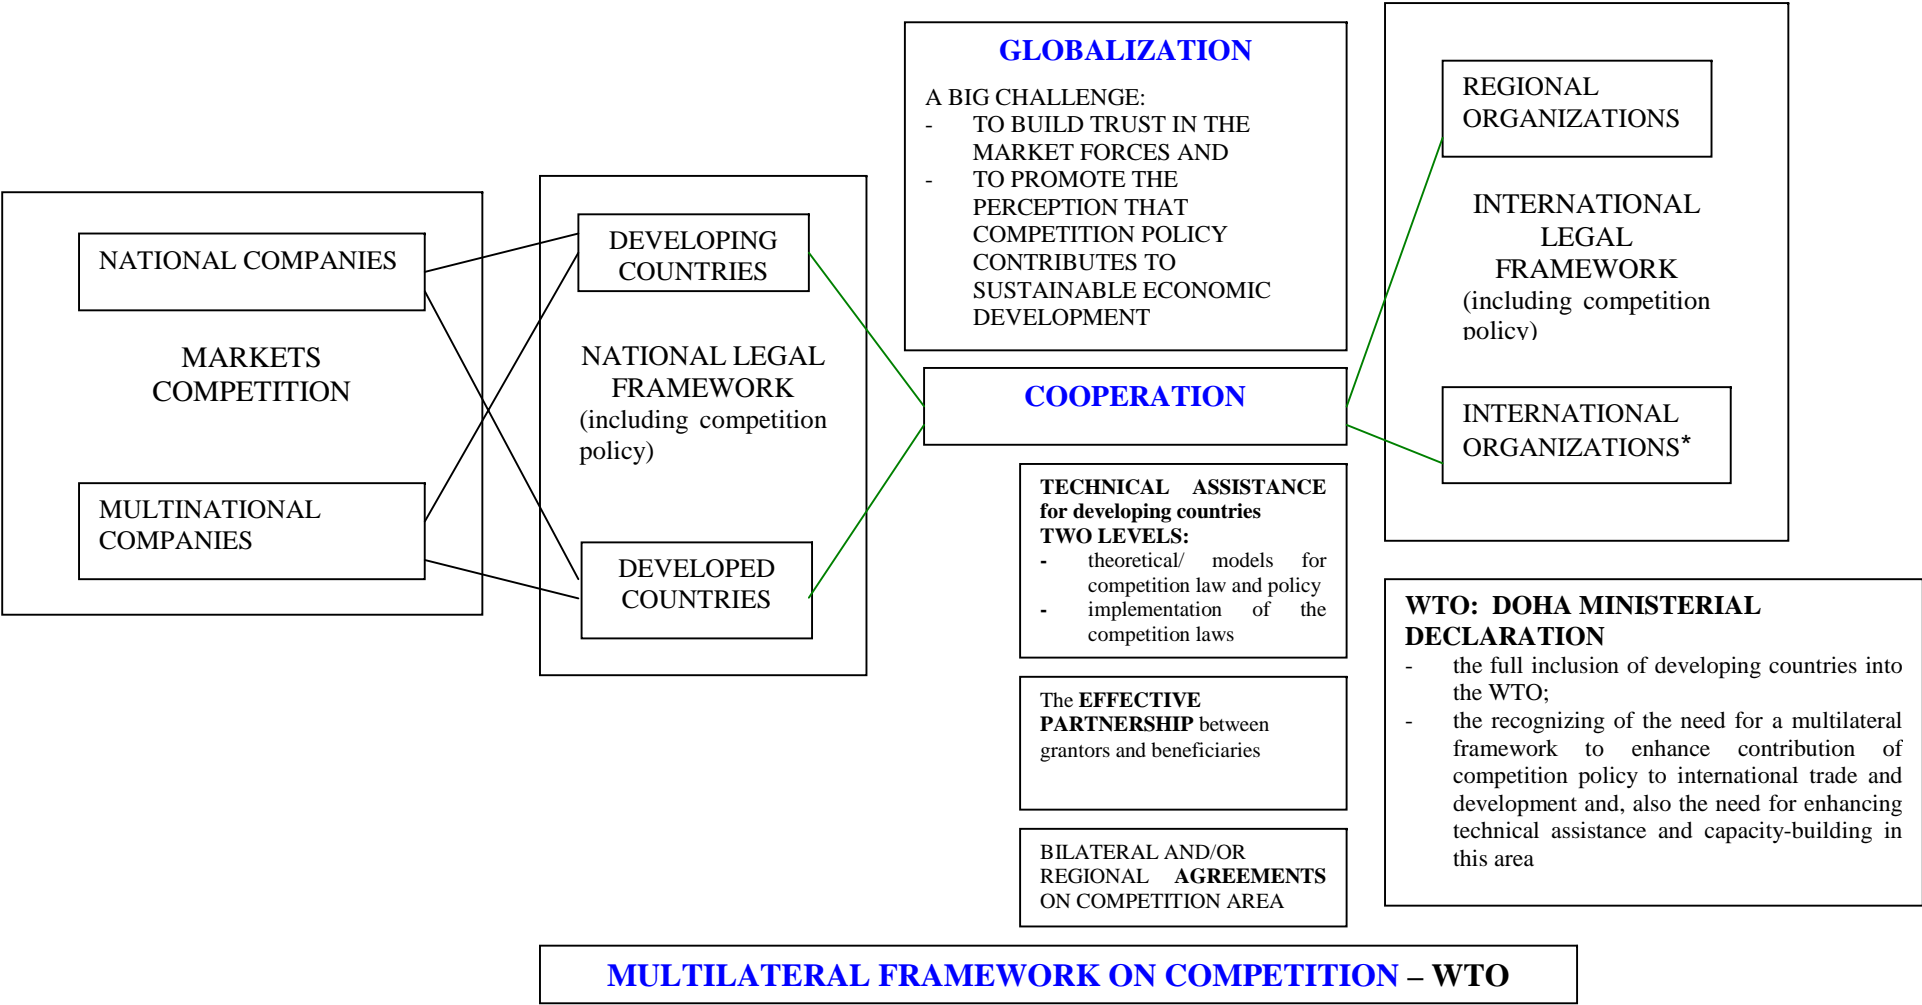 NATIONAL COMPANIES
MARKETS
COMPETITION
MULTINATIONAL
COMPANIES
DEVELOPING
COUNTRIES
NATIONAL LEGAL
FRAMEWORK
(including competition
policy)
DEVELOPED
COUNTRIES
GLOBALIZATION
A BIG CHALLENGE:
- TO BUILD TRUST IN THE
MARKET FORCES AND
- TO PROMOTE THE
PERCEPTION THAT
COMPETITION POLICY
CONTRIBUTES TO
SUSTAINABLE ECONOMIC
DEVELOPMENT
COOPERATION
TECHNICAL ASSISTANCE
for developing countries
TWO LEVELS:
- theoretical/ models for
competition law and policy
- implementation of the
competition laws
The EFFECTIVE
PARTNERSHIP between
grantors and beneficiaries
BILATERAL AND/OR
REGIONAL AGREEMENTS
ON COMPETITION AREA
REGIONAL
ORGANIZATIONS
INTERNATIONAL
LEGAL
FRAMEWORK
(including competition
policy)
INTERNATIONAL
ORGANIZATIONS*
WTO: DOHA MINISTERIAL
DECLARATION
- the full inclusion of developing countries into
the WTO;
- the recognizing of the need for a multilateral
framework to enhance contribution of
competition policy to international trade and
development and, also the need for enhancing
technical assistance and capacity-building in
this area
MULTILATERAL FRAMEWORK ON COMPETITION – WTO